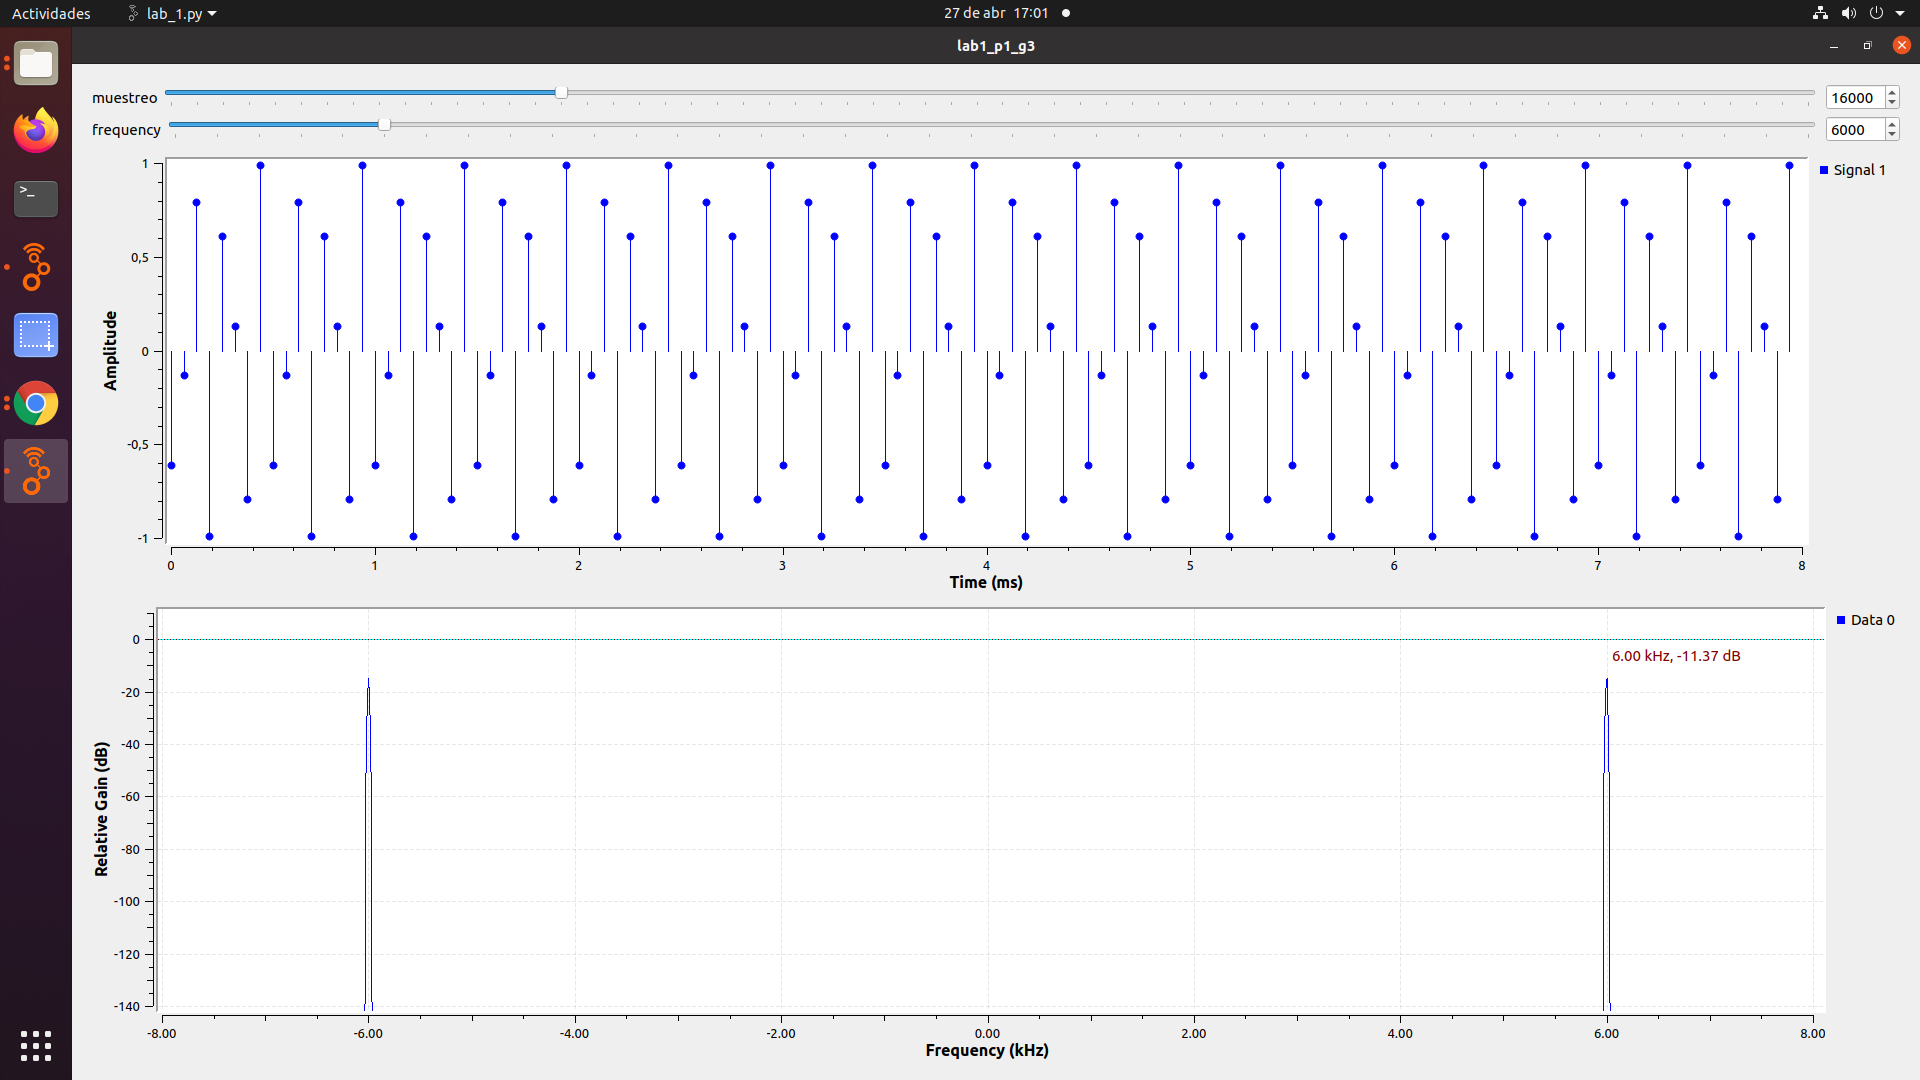 Actividades lab_1.py 27 de abr 17:01
lab1_p1_g3
muestreo 16000
frequency 6000
1
0,5
0
-0,5
-1
Amplitude
Signal 1
0 1 2 3 4 5 6 7 8
Time (ms)
Data 0
6.00 kHz, -11.37 dB
0
-20
-40
-60
-80
-100
-120
-140
Relative Gain (dB)
-8.00 -6.00 -4.00 -2.00 0.00 2.00 4.00 6.00 8.00
Frequency (kHz)